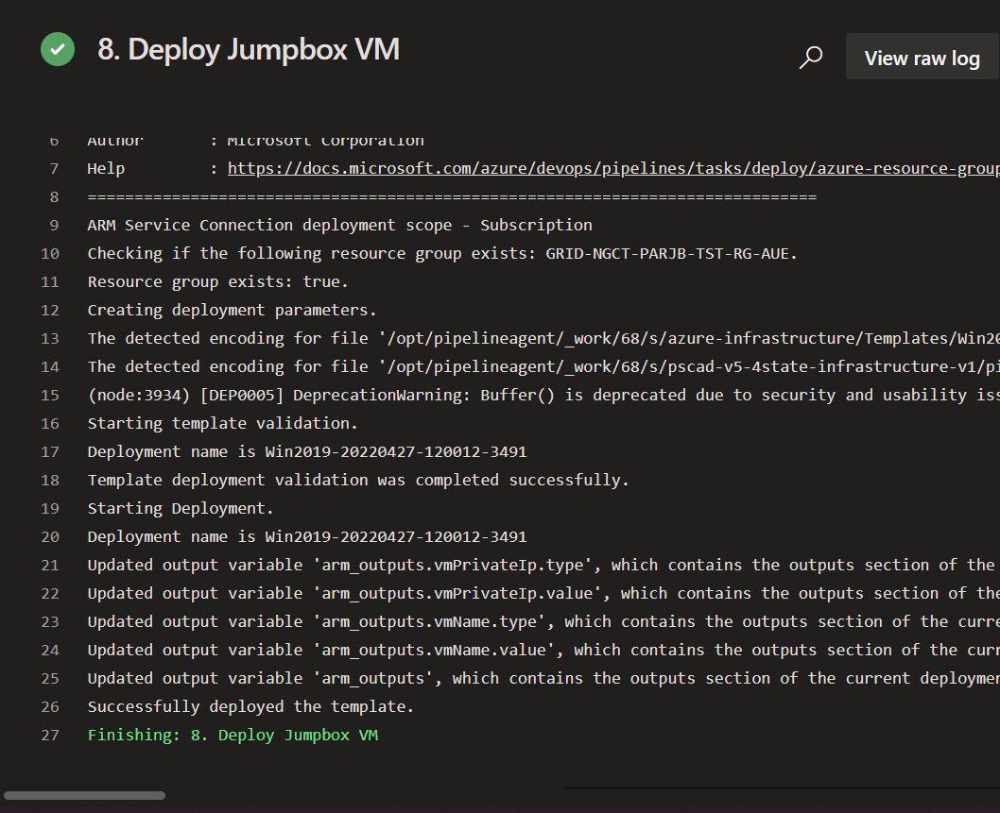 8. Deploy Jumpbox VM
View raw log
6 Author : Microsoft Corporation
7 Help : https://docs.microsoft.com/azure/devops/pipelines/tasks/deploy/azure-resource-group
8 ==============================================================================
9 ARM Service Connection deployment scope - Subscription
10 Checking if the following resource group exists: GRID-NGCT-PARJB-TST-RG-AUE.
11 Resource group exists: true.
12 Creating deployment parameters.
13 The detected encoding for file '/opt/pipelineagent/_work/68/s/azure-infrastructure/Templates/Win20
14 The detected encoding for file '/opt/pipelineagent/_work/68/s/pscad-v5-4state-infrastructure-v1/pi
15 (node:3934) [DEP0005] DeprecationWarning: Buffer() is deprecated due to security and usability iss
16 Starting template validation.
17 Deployment name is Win2019-20220427-120012-3491
18 Template deployment validation was completed successfully.
19 Starting Deployment.
20 Deployment name is Win2019-20220427-120012-3491
21 Updated output variable 'arm_outputs.vmPrivateIp.type', which contains the outputs section of the
22 Updated output variable 'arm_outputs.vmPrivateIp.value', which contains the outputs section of the
23 Updated output variable 'arm_outputs.vmName.type', which contains the outputs section of the curre
24 Updated output variable 'arm_outputs.vmName.value', which contains the outputs section of the curr
25 Updated output variable 'arm_outputs', which contains the outputs section of the current deploymen
26 Successfully deployed the template.
27 Finishing: 8. Deploy Jumpbox VM